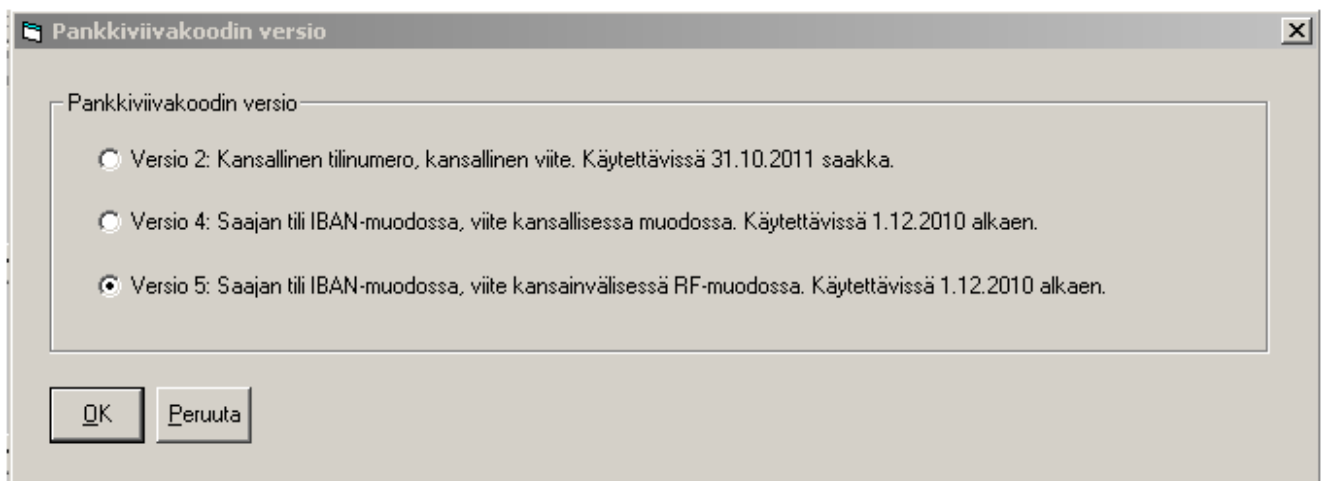 Pankkiviivakoodin versio
Pankkiviivakoodin versio
Versio 2: Kansallinen tilinumero, kansallinen viite. Käytettävissä 31.10.2011 saakka.
Versio 4: Saajan tili IBAN-muodossa, viite kansallisessa muodossa. Käytettävissä 1.12.2010 alkaen.
Versio 5: Saajan tili IBAN-muodossa, viite kansainvälisessä RF-muodossa. Käytettävissä 1.12.2010 alkaen.
OK Peruuta